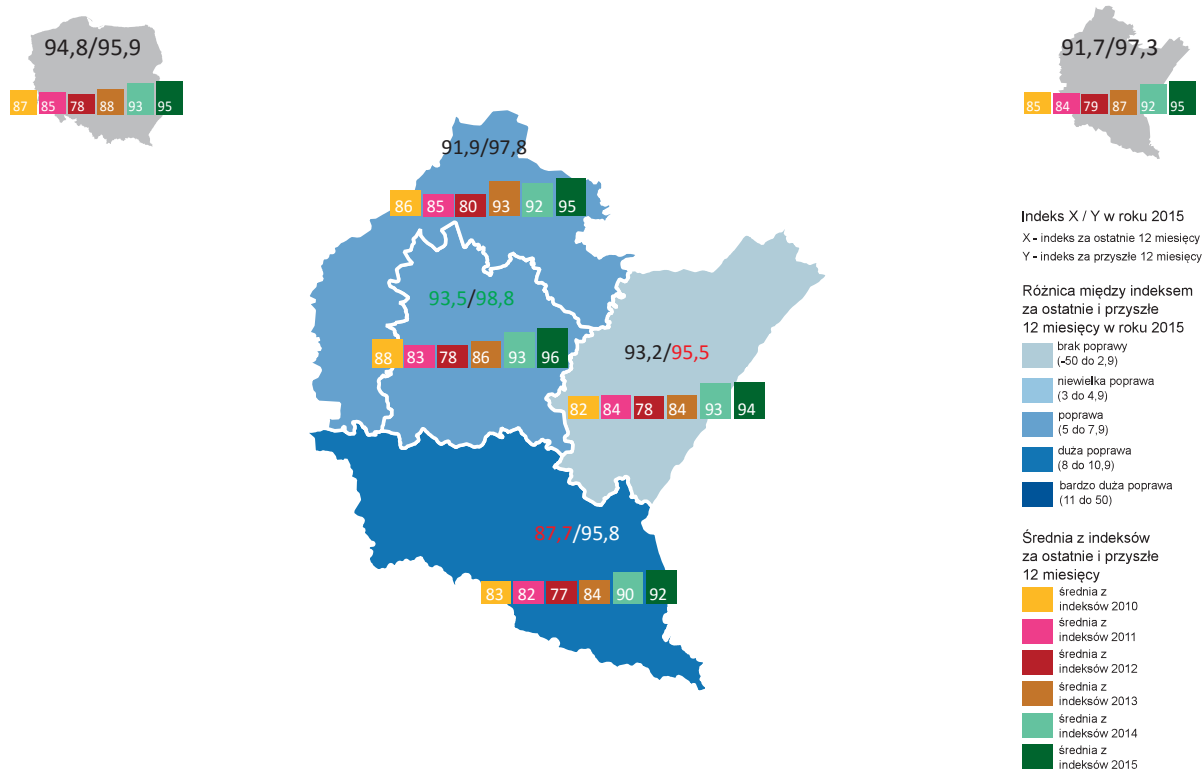 94,8/95,9
87 85 78 88 93 95
91,7/97,3
85 84 79 87 92 95
91,9/97,8
86 85 80 93 92 95
93,5/98,8
88 83 78 86 93 96
93,2/95,5
82 84 78 84 93 94
87,7/95,8
83 82 77 84 90 92
Indeks X / Y w roku 2015
X - indeks za ostatnie 12 miesięcy
Y - indeks za przyszłe 12 miesięcy
Różnica między indeksem
za ostatnie i przyszłe
12 miesięcy w roku 2015
brak poprawy
(-50 do 2,9)
niewielka poprawa
(3 do 4,9)
poprawa
(5 do 7,9)
duża poprawa
(8 do 10,9)
bardzo duża poprawa
(11 do 50)
Średnia z indeksów
za ostatnie i przyszłe
12 miesięcy
średnia z
indeksów 2010
średnia z
indeksów 2011
średnia z
indeksów 2012
średnia z
indeksów 2013
średnia z
indeksów 2014
średnia z
indeksów 2015